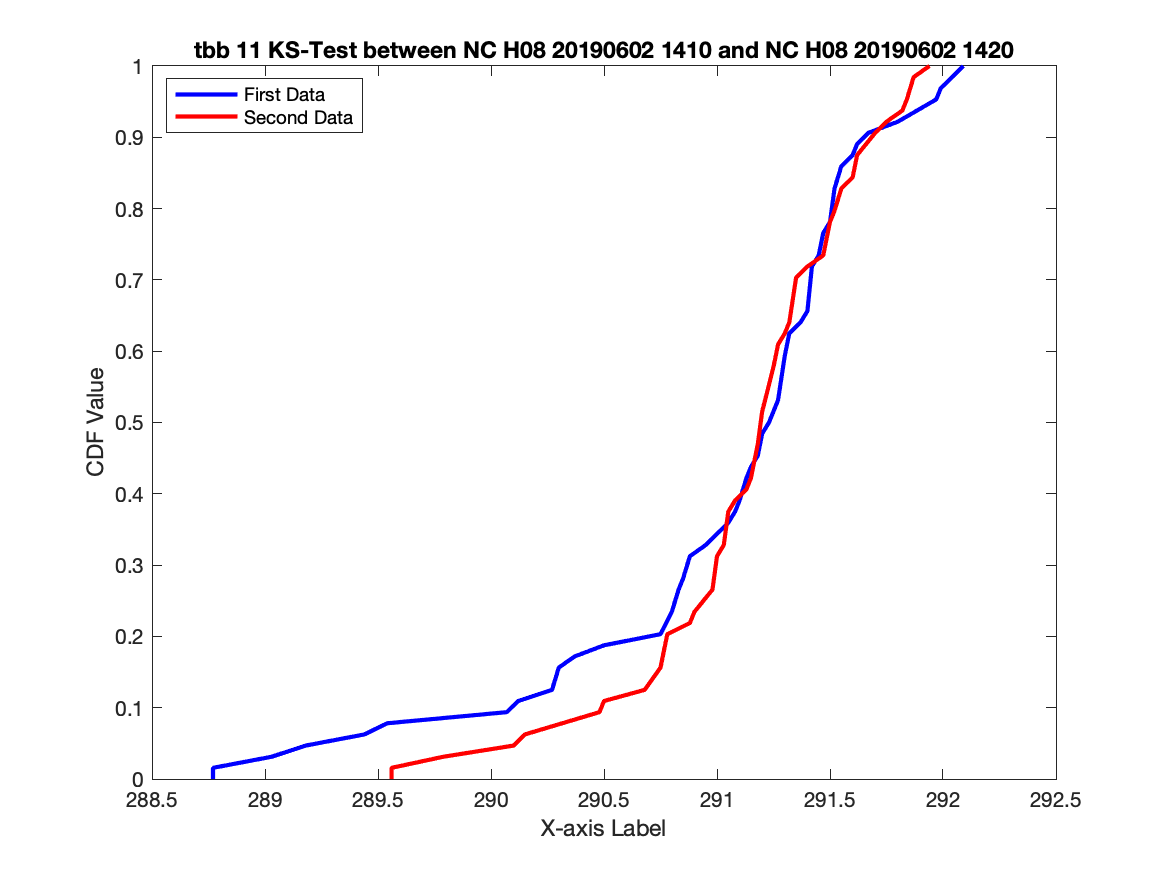 tbb 11 KS-Test between NC H08 20190602 1410 and NC H08 20190602 1420
First Data
Second Data
CDF Value
1
0.9
0.8
0.7
0.6
0.5
0.4
0.3
0.2
0.1
0
288.5 289 289.5 290 290.5 291 291.5 292 292.5
X-axis Label